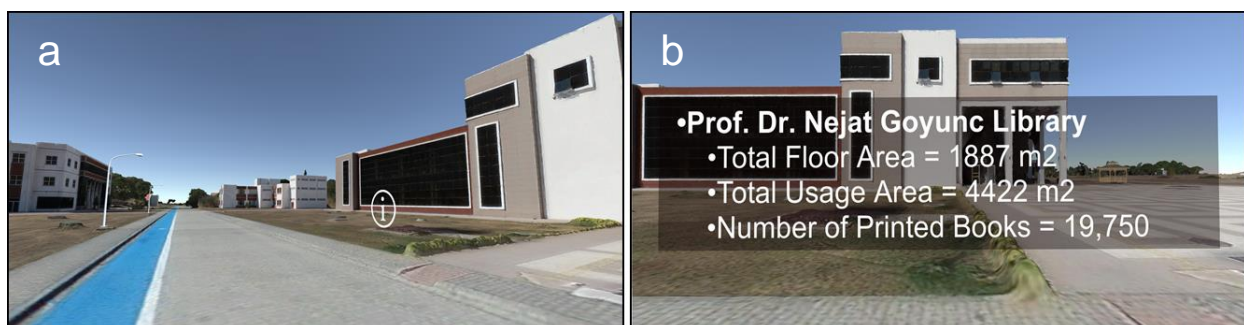 a
i
b
•Prof. Dr. Nejat Goyunc Library
•Total Floor Area = 1887 m2
•Total Usage Area = 4422 m2
•Number of Printed Books = 19,750